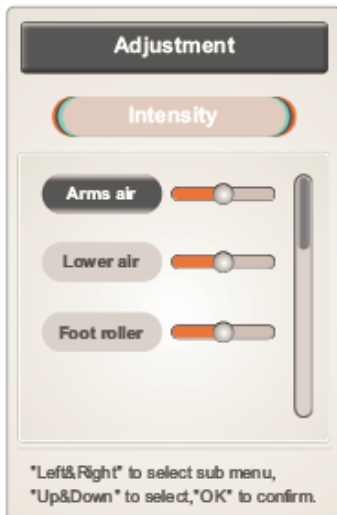 Adjustment
Intensity
Arms air
Lower air
Foot roller
"Left&Right" to select sub menu,
"Up&Down" to select,"OK" to confirm.